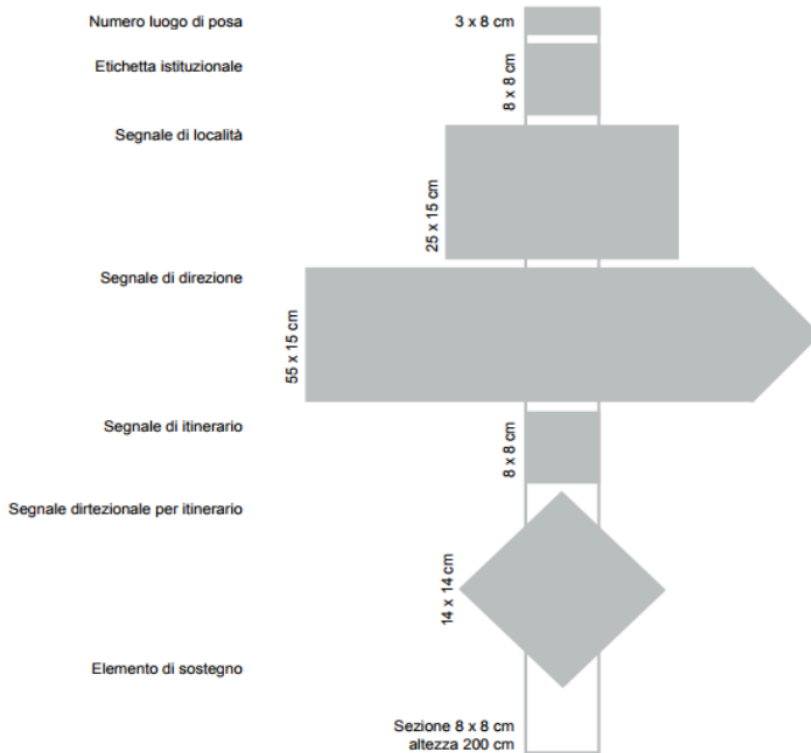 Numero luogo di posa
3 x 8 cm
Etichetta istituzionale
8 x 8 cm
Segnale di località
25 x 15 cm
Segnale di direzione
55 x 15 cm
Segnale di itinerario
8 x 8 cm
Segnale dirtezionale per itinerario
14 x 14 cm
Elemento di sostegno
Sezione 8 x 8 cm
altezza 200 cm